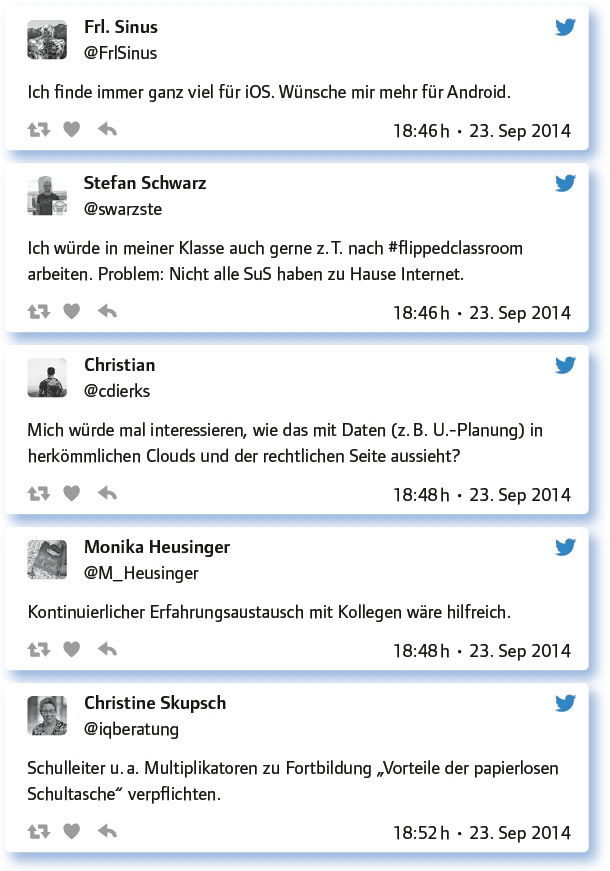 Frl. Sinus
@FrlSinus
Ich finde immer ganz viel für iOS. Wünsche mir mehr für Android.
18:46 h • 23. Sep 2014
Stefan Schwarz
@swarzste
Ich würde in meiner Klasse auch gerne z. T. nach #flippedclassroom
arbeiten. Problem: Nicht alle SuS haben zu Hause Internet.
18:46 h • 23. Sep 2014
Christian
@cdierks
Mich würde mal interessieren, wie das mit Daten (z. B. U.-Planung) in
herkömmlichen Clouds und der rechtlichen Seite aussieht?
18:48 h • 23. Sep 2014
Monika Heusinger
@M_Heusinger
Kontinuierlicher Erfahrungsaustausch mit Kollegen wäre hilfreich.
18:48 h • 23. Sep 2014
Christine Skupsch
@iqberatung
Schulleiter u. a. Multiplikatoren zu Fortbildung „Vorteile der papierlosen
Schultasche“ verpflichten.
18:52 h • 23. Sep 2014